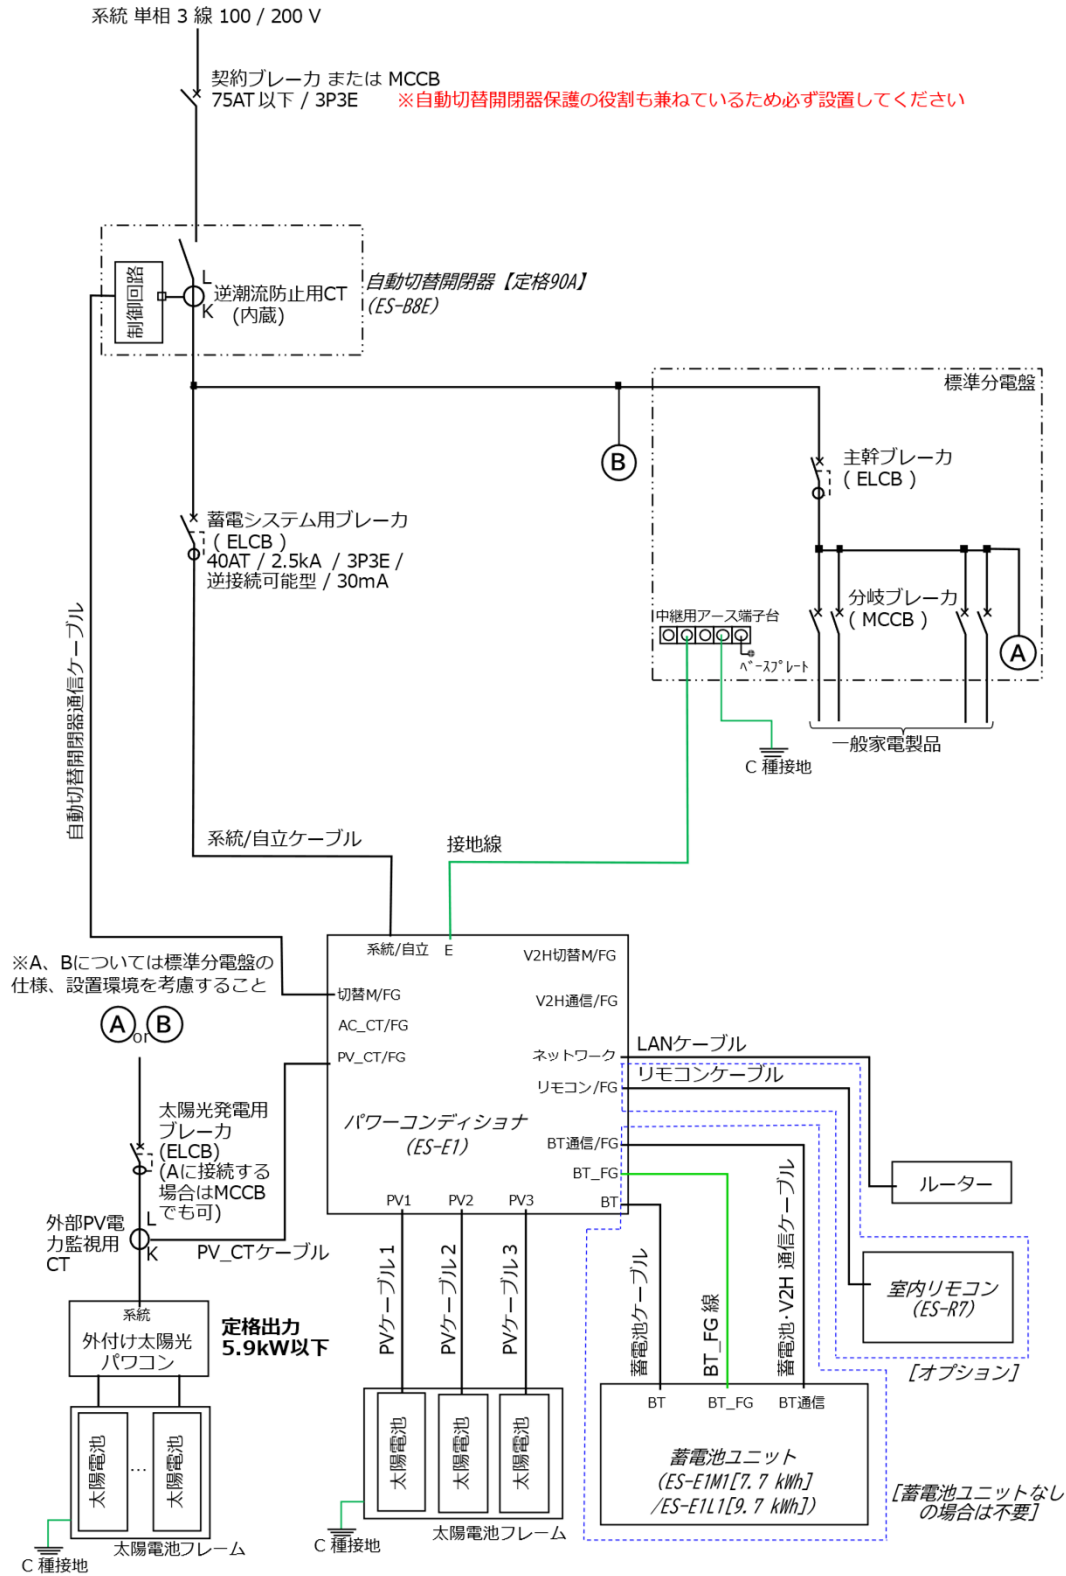 系統 単相 3 線 100 / 200 V
契約ブレーカ または MCCB
75AT 以下 / 3P3E
※自動切替開閉器保護の役割も兼ねているため必ず設置してください
制御回路
L
K
逆潮流防止用CT
(内蔵)
自動切替開閉器【定格90A】
(ES-B8E)
標準分電盤
B
主幹ブレーカ
( ELCB )
蓄電システム用ブレーカ
( ELCB )
40AT / 2.5kA / 3P3E /
逆接続可能型 / 30mA
分岐ブレーカ
( MCCB )
A
中継用アース端子台
ベースプレート
一般家電製品
C 種接地
自動切替開閉器通信ケーブル
系統/自立ケーブル
接地線
※A、Bについては標準分電盤の
仕様、設置環境を考慮すること
A or B
系統/自立
E
V2H切替M/FG
切替M/FG
V2H通信/FG
AC_CT/FG
PV_CT/FG
ネットワーク
リモコン/FG
パワーコンディショナ
(ES-E1)
BT通信/FG
BT_FG
BT
PV1
PV2
PV3
LANケーブル
リモコンケーブル
太陽光発電用
ブレーカ
(ELCB)
(Aに接続する
場合はMCCB
でも可)
外部PV電
力監視用
CT
L
K
PV_CTケーブル
PVケーブル 1
PVケーブル 2
PVケーブル 3
蓄電池ケーブル
BT_FG 線
蓄電池・V2H 通信ケーブル
ルーター
室内リモコン
(ES-R7)
[オプション]
系統
外付け太陽光
パワコン
定格出力
5.9kW以下
太陽電池
…
太陽電池
太陽電池フレーム
C 種接地
太陽電池
太陽電池
太陽電池
太陽電池フレーム
C 種接地
BT
BT_FG
BT通信
蓄電池ユニット
(ES-E1M1[7.7 kWh]
/ES-E1L1[9.7 kWh])
[蓄電池ユニットなし
の場合は不要]